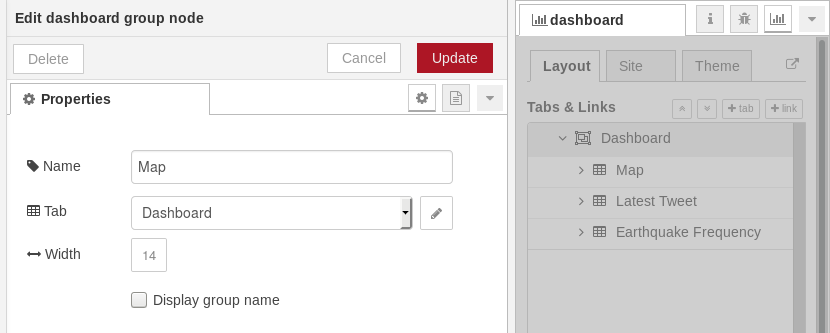 Edit dashboard group node
Delete
Cancel
Update
Properties
Name
Map
Tab
Dashboard
Width
14
Display group name
dashboard
Layout
Site
Theme
Tabs & Links
tab
link
Dashboard
Map
Latest Tweet
Earthquake Frequency